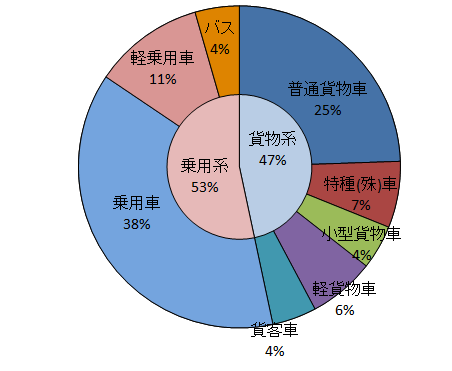 バス
4%
軽乗用車
11%
普通貨物車
25%
貨物系
47%
乗用系
53%
特種(殊)車
7%
乗用車
38%
小型貨物車
4%
軽貨物車
6%
貨客車
4%